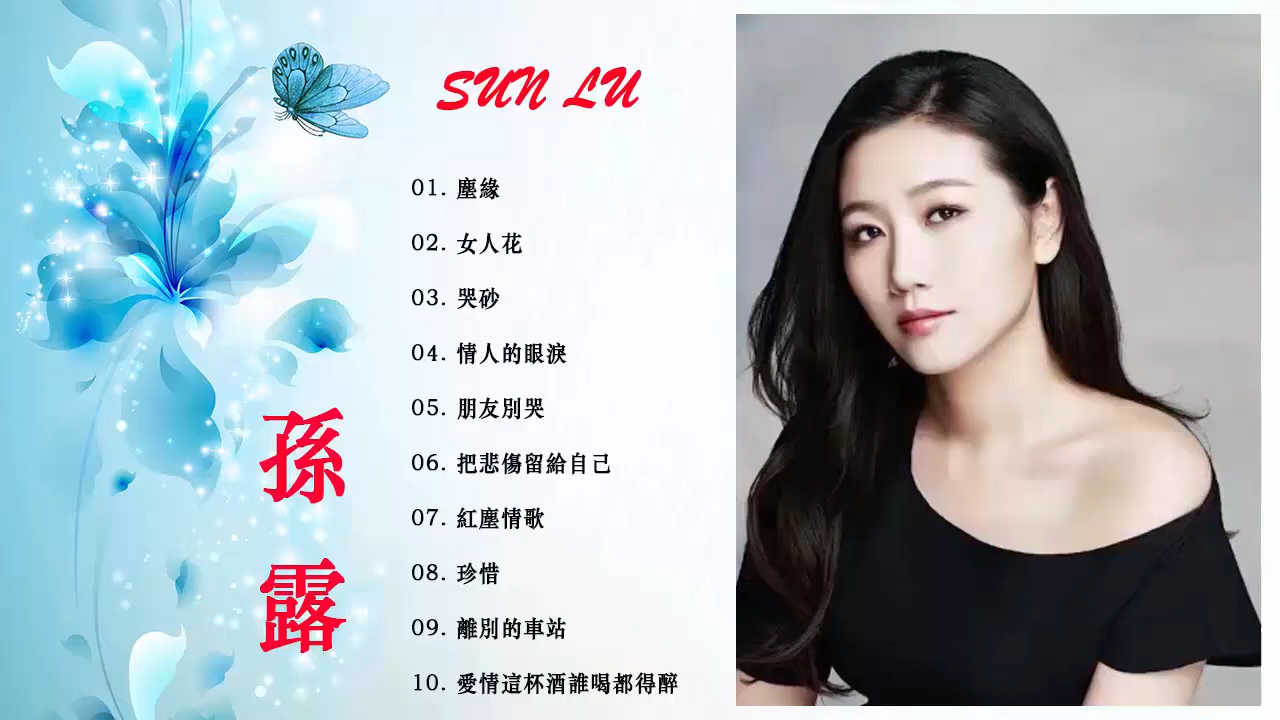 SUN LU
01. 塵緣
02. 女人花
03. 哭砂
04. 情人的眼淚
05. 朋友別哭
06. 把悲傷留給自己
07. 紅塵情歌
08. 珍惜
09. 離別的車站
10. 愛情這杯酒誰喝都得醉
孫
露